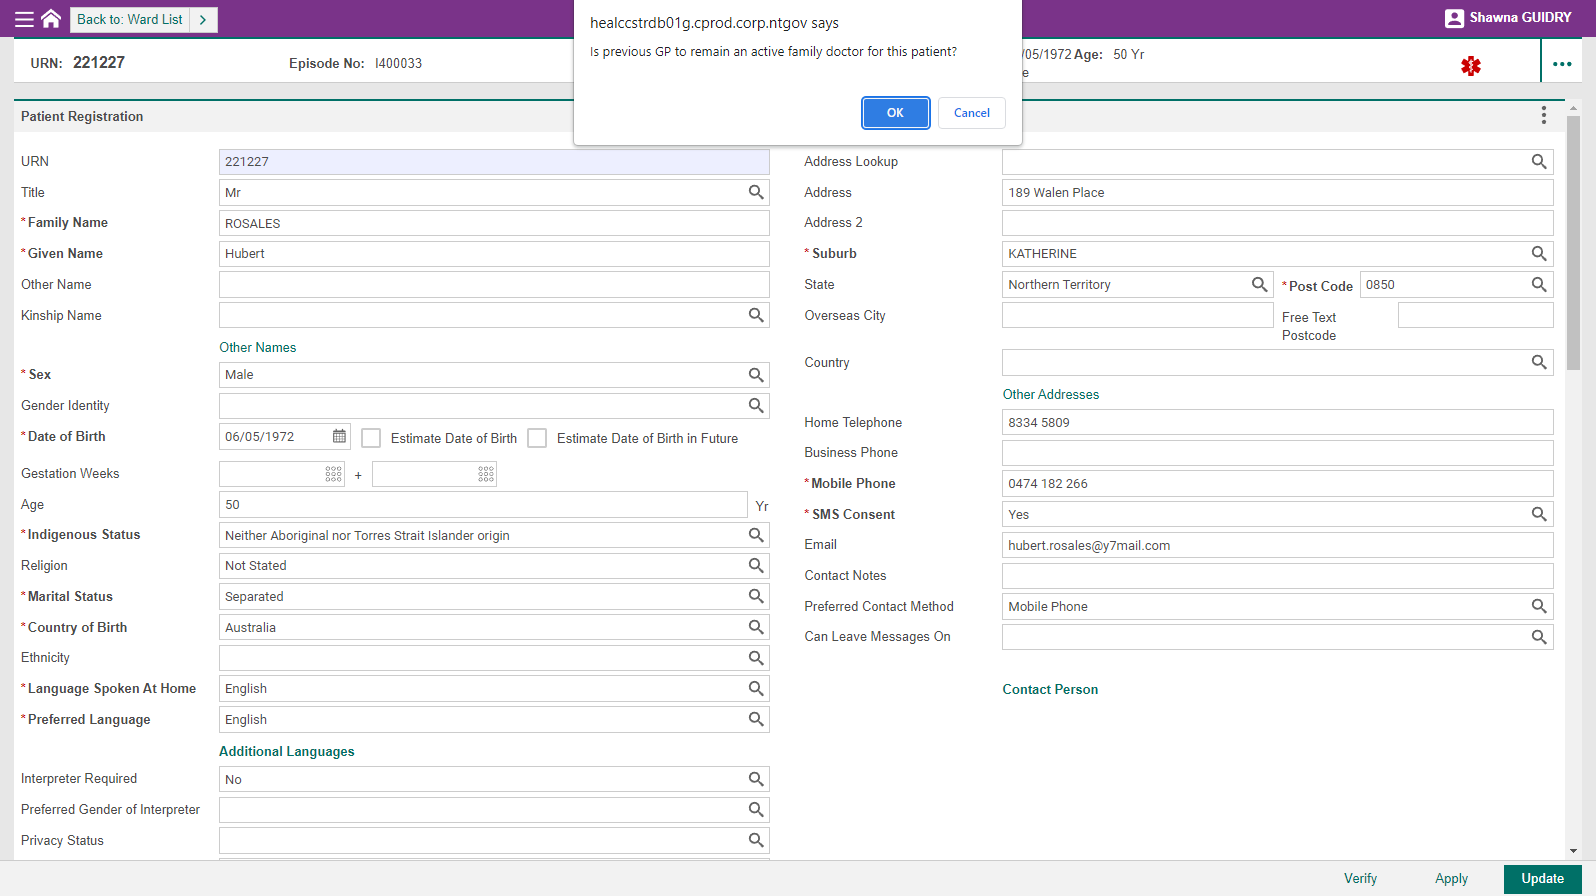 Back to: Ward List
Shawna GUIDRY
healccstrdb01g.cprod.corp.ntgov says
Is previous GP to remain an active family doctor for this patient?
OK
Cancel
URN: 221227
Episode No: I400033
/05/1972 Age: 50 Yr
Patient Registration
URN 221227
Title Mr
*Family Name ROSALES
*Given Name Hubert
Other Name
Kinship Name
Other Names
*Sex Male
Gender Identity
*Date of Birth 06/05/1972 Estimate Date of Birth Estimate Date of Birth in Future
Gestation Weeks +
Age 50 Yr
*Indigenous Status Neither Aboriginal nor Torres Strait Islander origin
Religion Not Stated
*Marital Status Separated
*Country of Birth Australia
Ethnicity
*Language Spoken At Home English
*Preferred Language English
Additional Languages
Interpreter Required No
Preferred Gender of Interpreter
Privacy Status
Address Lookup
Address 189 Walen Place
Address 2
*Suburb KATHERINE
State Northern Territory *Post Code 0850
Overseas City Free Text
Postcode
Country
Other Addresses
Home Telephone 8334 5809
Business Phone
*Mobile Phone 0474 182 266
*SMS Consent Yes
Email hubert.rosales@y7mail.com
Contact Notes
Preferred Contact Method Mobile Phone
Can Leave Messages On
Contact Person
Verify
Apply
Update